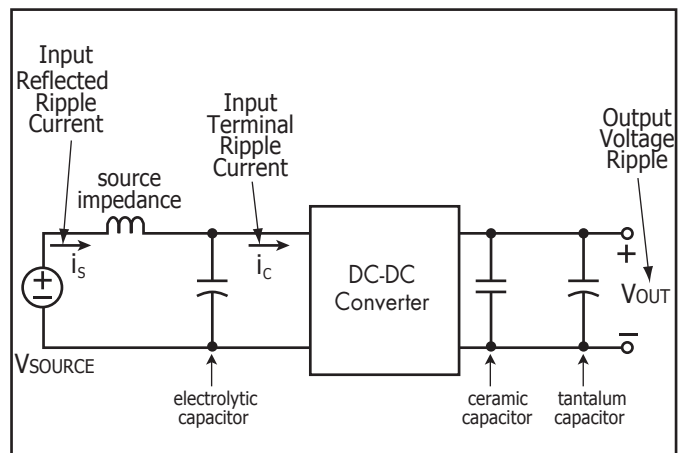 Input
Reflected
Ripple
Current
Input
Terminal
Ripple
Current
Output
Voltage
Ripple
source
impedance
iS
iC
DC-DC
Converter
+
−
+
−
VOUT
VSOURCE
electrolytic
capacitor
ceramic
capacitor
tantalum
capacitor